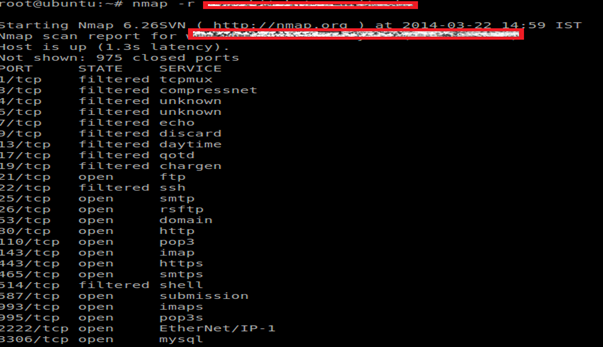 root@ubuntu:~# nmap -r
Starting Nmap 6.26SVN ( http://nmap.org ) at 2014-03-22 14:59 IST
Nmap scan report for
Host is up (1.3s latency).
Not shown: 975 closed ports
PORT STATE SERVICE
1/tcp filtered tcpmux
3/tcp filtered compressnet
4/tcp filtered unknown
6/tcp filtered unknown
7/tcp filtered echo
9/tcp filtered discard
13/tcp filtered daytime
17/tcp filtered qotd
19/tcp filtered chargen
21/tcp open ftp
22/tcp filtered ssh
25/tcp open smtp
26/tcp open rsftp
53/tcp open domain
80/tcp open http
110/tcp open pop3
143/tcp open imap
443/tcp open https
465/tcp open smtps
514/tcp filtered shell
587/tcp open submission
993/tcp open imaps
995/tcp open pop3s
2222/tcp open EtherNet/IP-1
3306/tcp open mysql